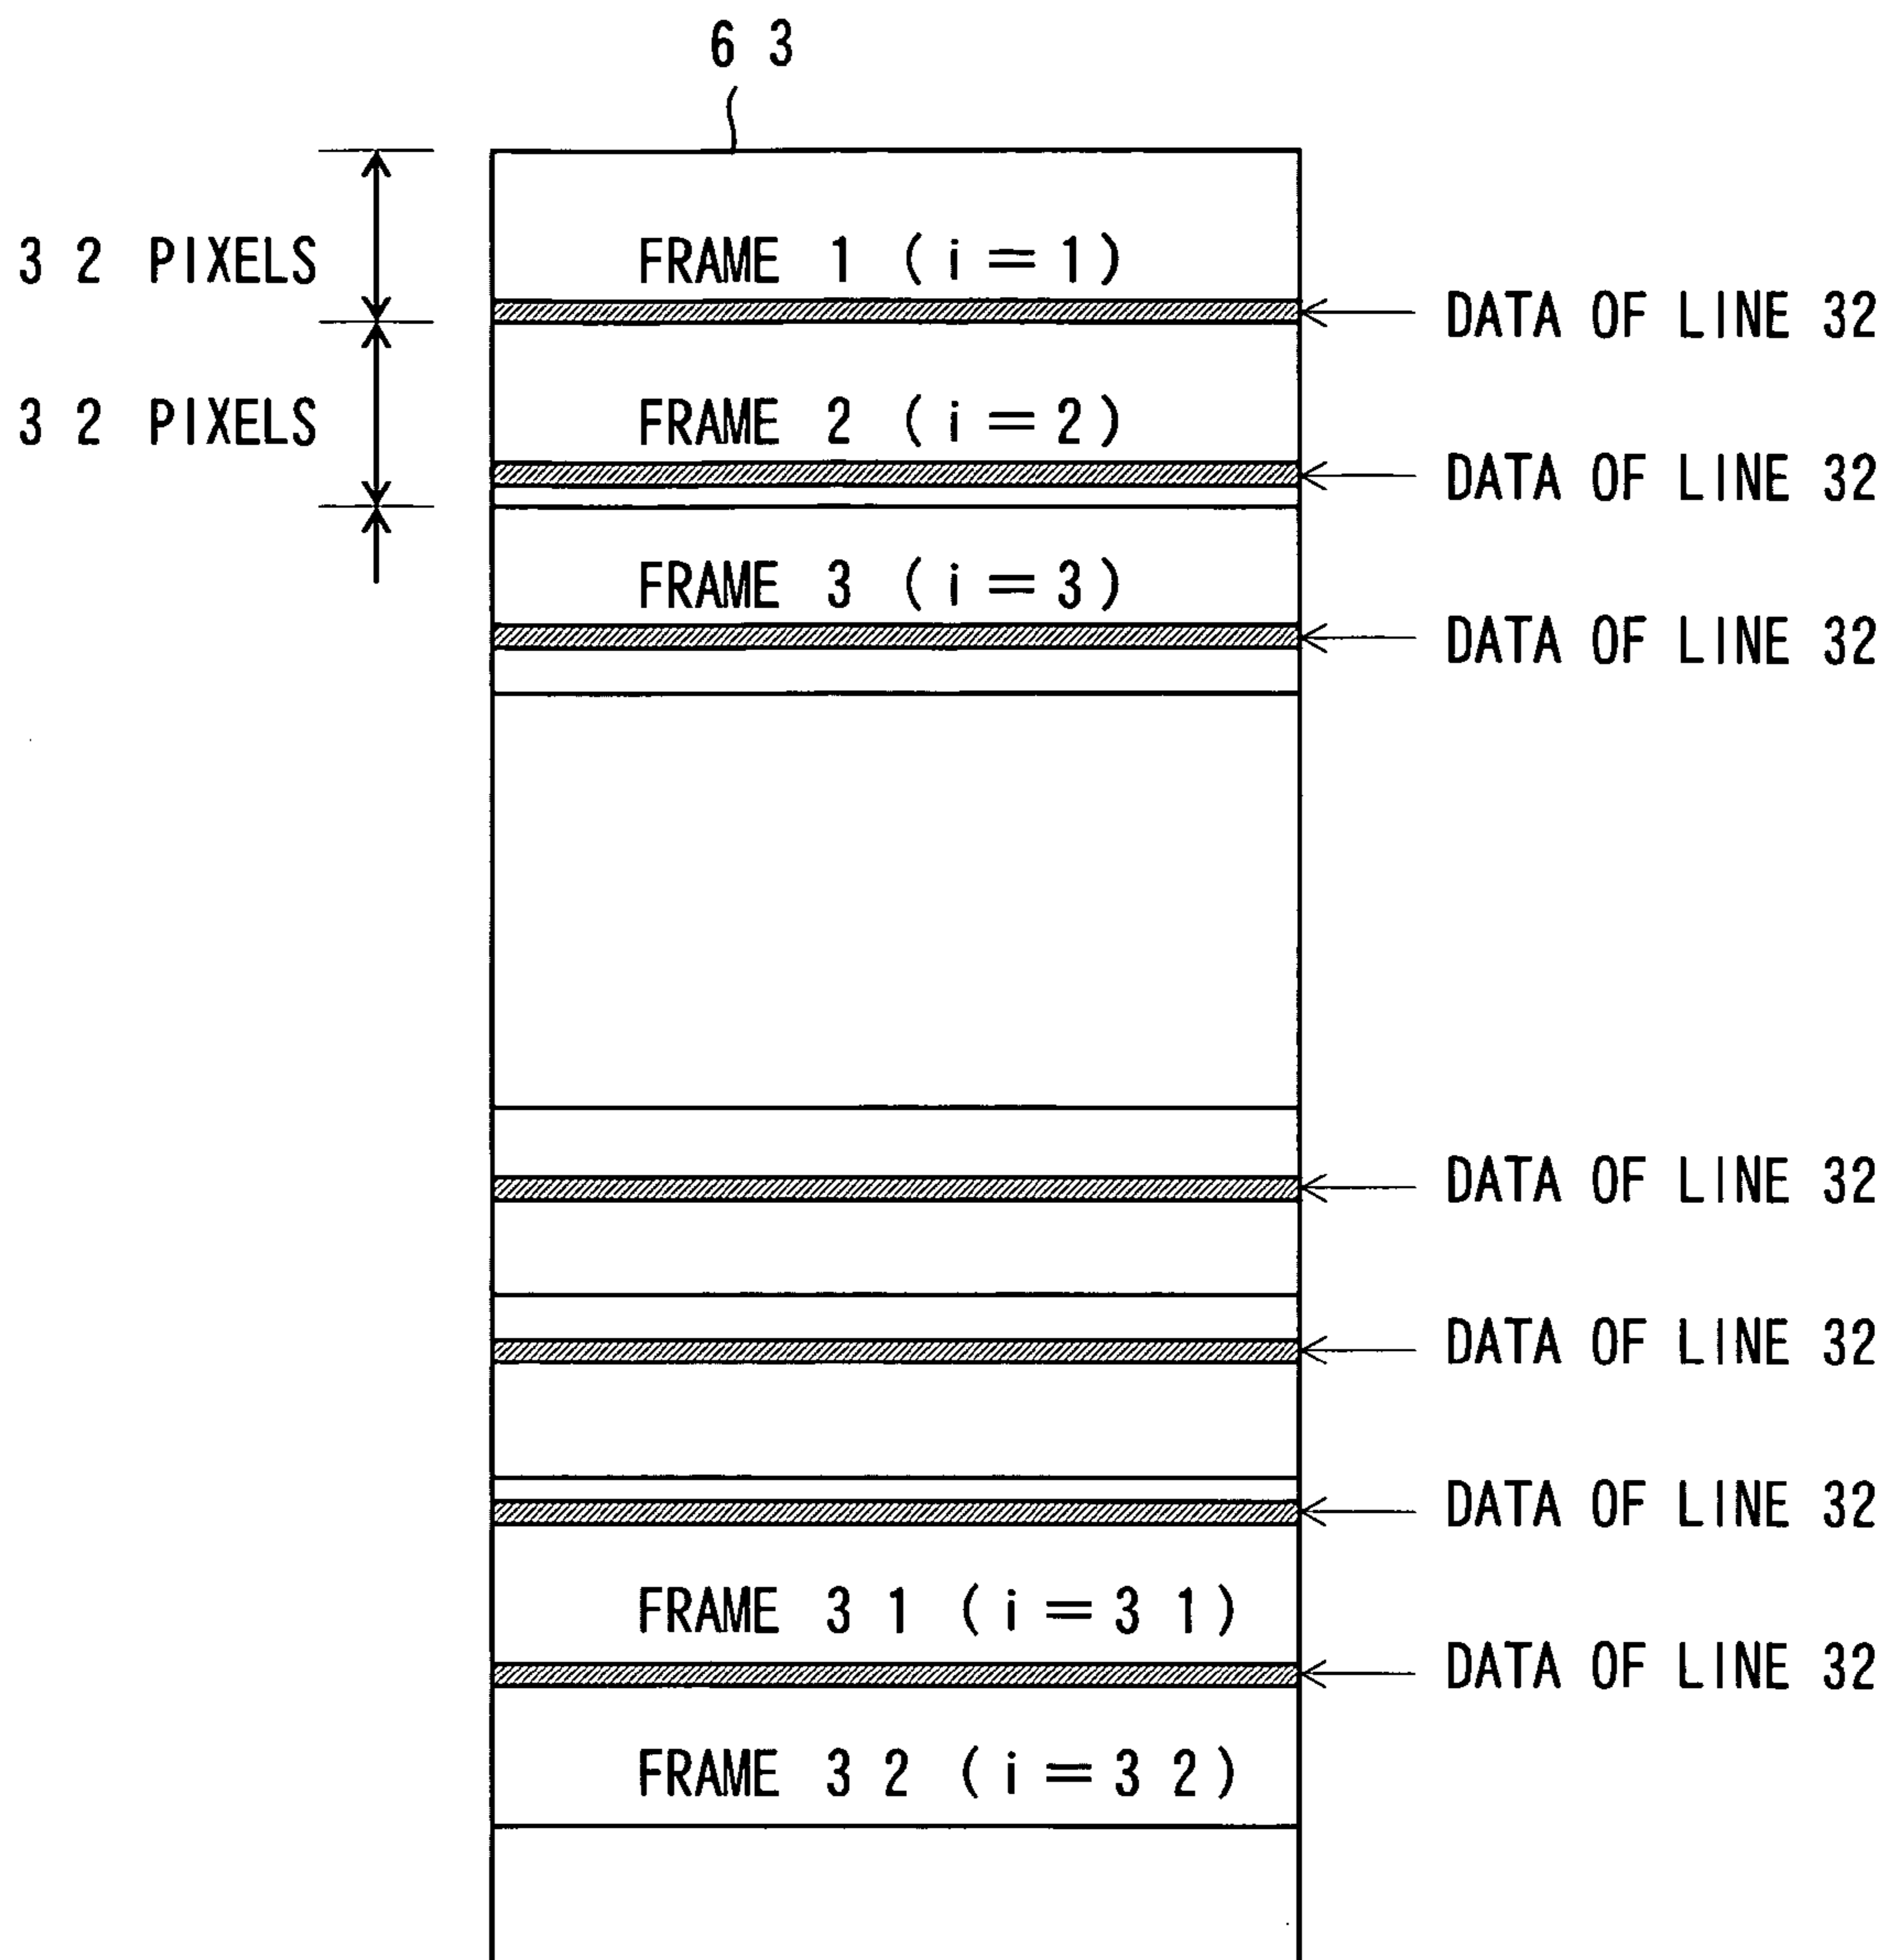 6 3
3 2 PIXELS
FRAME 1 (i=1)
DATA OF LINE 32
3 2 PIXELS
FRAME 2 (i=2)
DATA OF LINE 32
FRAME 3 (i=3)
DATA OF LINE 32
DATA OF LINE 32
DATA OF LINE 32
DATA OF LINE 32
FRAME 3 1 (i=3 1)
DATA OF LINE 32
FRAME 3 2 (i=3 2)